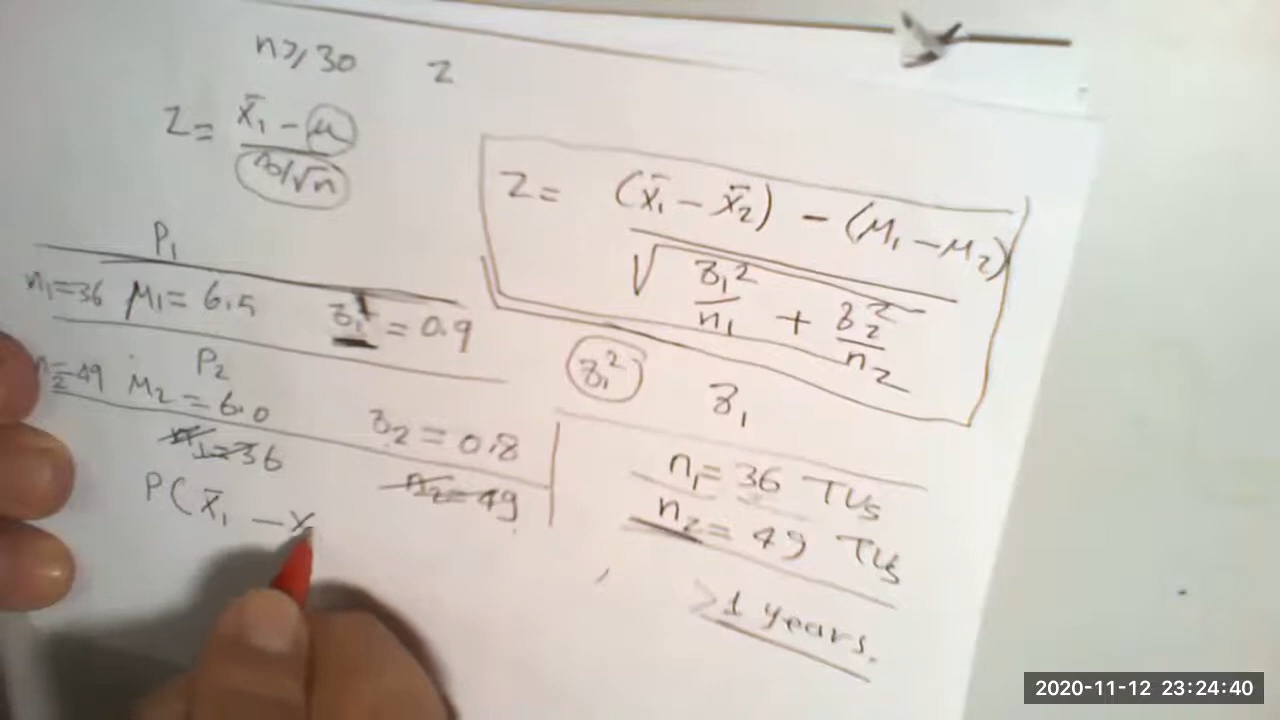 n ≥ 30 Z
Z = x̄₁ - μ
σ/√n
Z = (x̄₁ - x̄₂) - (μ₁ - μ₂)
√ σ₁²/n₁ + σ₂²/n₂
P₁
n₁=36 μ₁ = 6.5 σ₁ = 0.9
P₂
n₂=49 μ₂ = 6.0 σ₂ = 0.8
n₁=36 n₂=49
P(x̄₁ - x
σ₁² σ₁
n₁ = 36 TVs
n₂ = 49 TVs
≥1 years.
2020-11-12 23:24:40